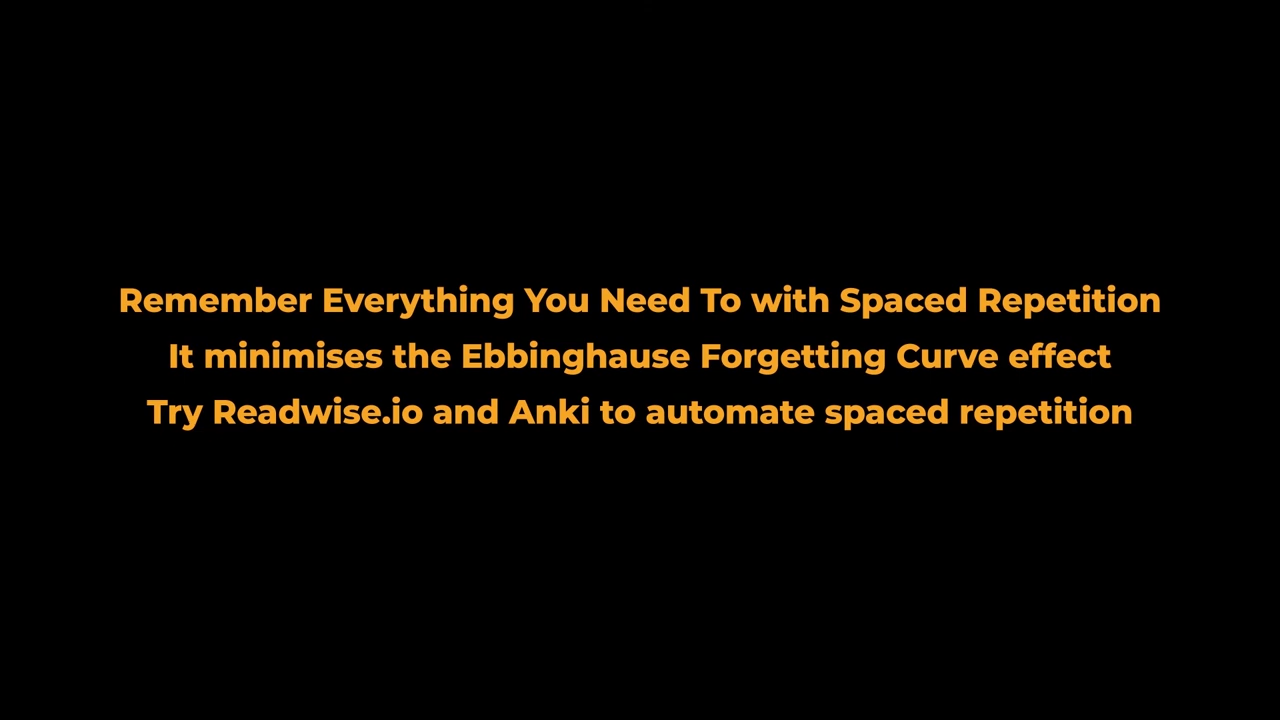 Remember Everything You Need To with Spaced Repetition
It minimises the Ebbinghause Forgetting Curve effect
Try Readwise.io and Anki to automate spaced repetition